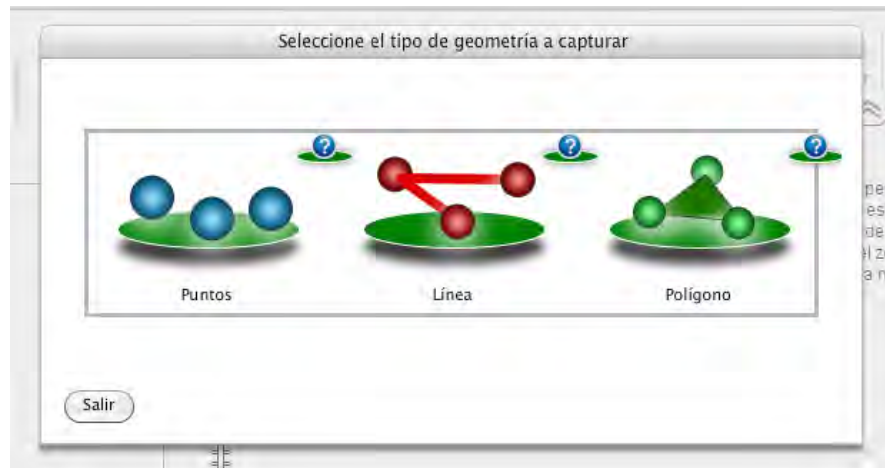 Seleccione el tipo de geometría a capturar
? ? ?
Puntos Línea Polígono
Salir